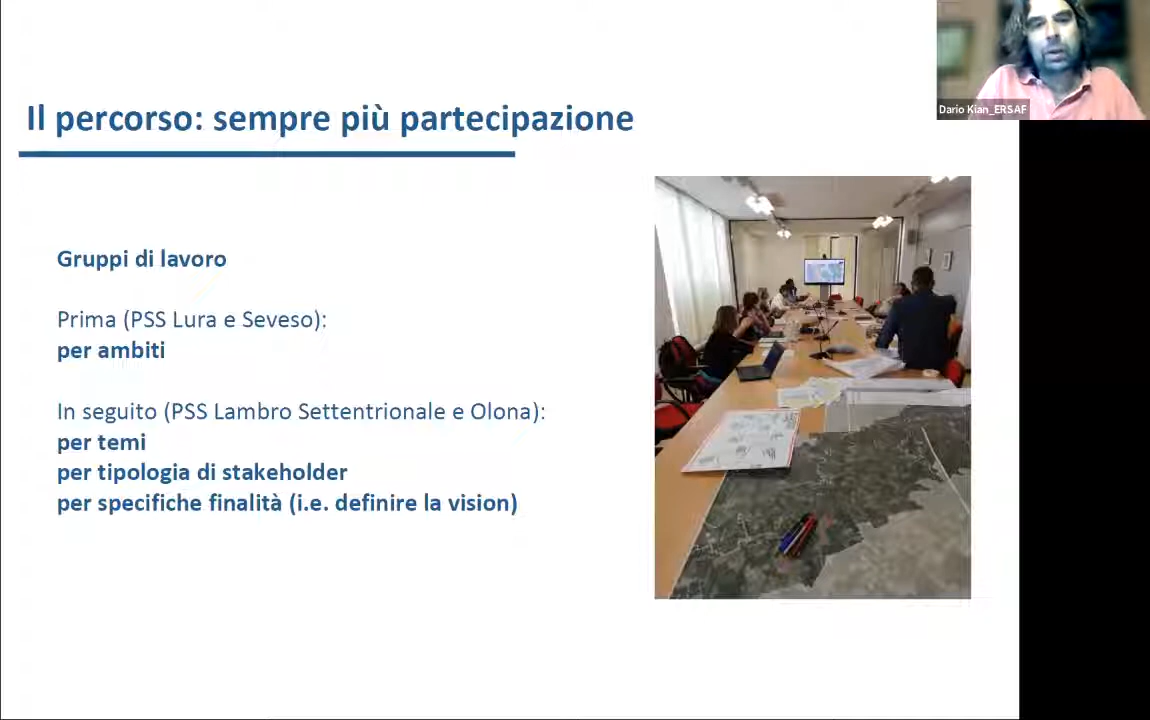 Dario Kian_ERSAF
Il percorso: sempre più partecipazione
Gruppi di lavoro
Prima (PSS Lura e Seveso):
per ambiti
In seguito (PSS Lambro Settentrionale e Olona):
per temi
per tipologia di stakeholder
per specifiche finalità (i.e. definire la vision)